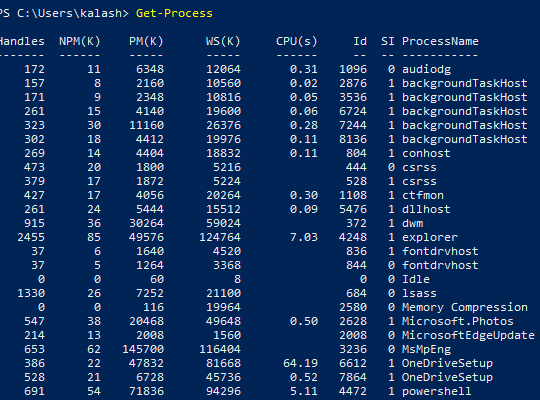 PS C:\Users\kalash> Get-Process
Handles NPM(K) PM(K) WS(K) CPU(s) Id SI ProcessName
------- ------ ----- ----- ------ -- -- -----------
172 11 6348 12064 0.31 1096 0 audiodg
157 8 2160 10560 0.02 2876 1 backgroundTaskHost
171 9 2348 10816 0.05 3536 1 backgroundTaskHost
261 15 4140 19600 0.06 6724 1 backgroundTaskHost
323 30 11160 26376 0.28 7244 1 backgroundTaskHost
302 18 4412 19976 0.11 8136 1 backgroundTaskHost
269 14 4404 18832 0.11 804 1 conhost
473 20 1800 5216 444 0 csrss
379 17 1872 5224 528 1 csrss
427 17 4056 20264 0.30 1108 1 ctfmon
261 24 5444 15512 0.09 5476 1 dllhost
915 36 30264 59024 372 1 dwm
2455 85 49576 124764 7.03 4248 1 explorer
37 6 1640 4520 836 1 fontdrvhost
37 5 1264 3368 844 0 fontdrvhost
0 0 60 8 0 0 Idle
1330 26 7252 21100 684 0 lsass
0 0 116 19964 2580 0 Memory Compression
547 38 20468 49648 0.50 2628 1 Microsoft.Photos
214 13 2008 1560 2008 0 MicrosoftEdgeUpdate
653 62 145700 116404 3236 0 MsMpEng
386 22 47832 81668 64.19 6612 1 OneDriveSetup
528 21 6728 45736 0.52 7864 1 OneDriveSetup
691 54 71836 94296 5.11 4472 1 powershell